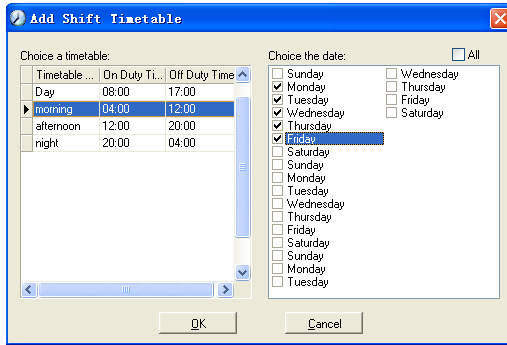 Add Shift Timetable
Choice a timetable:
Timetable ... On Duty Ti... Off Duty Time
Day 08:00 17:00
morning 04:00 12:00
afternoon 12:00 20:00
night 20:00 04:00
Choice the date:
All
Sunday
Monday
Tuesday
Wednesday
Thursday
Friday
Saturday
Sunday
Monday
Tuesday
Wednesday
Thursday
Friday
Saturday
Sunday
Monday
Tuesday
Wednesday
Thursday
Friday
Saturday
OK
Cancel